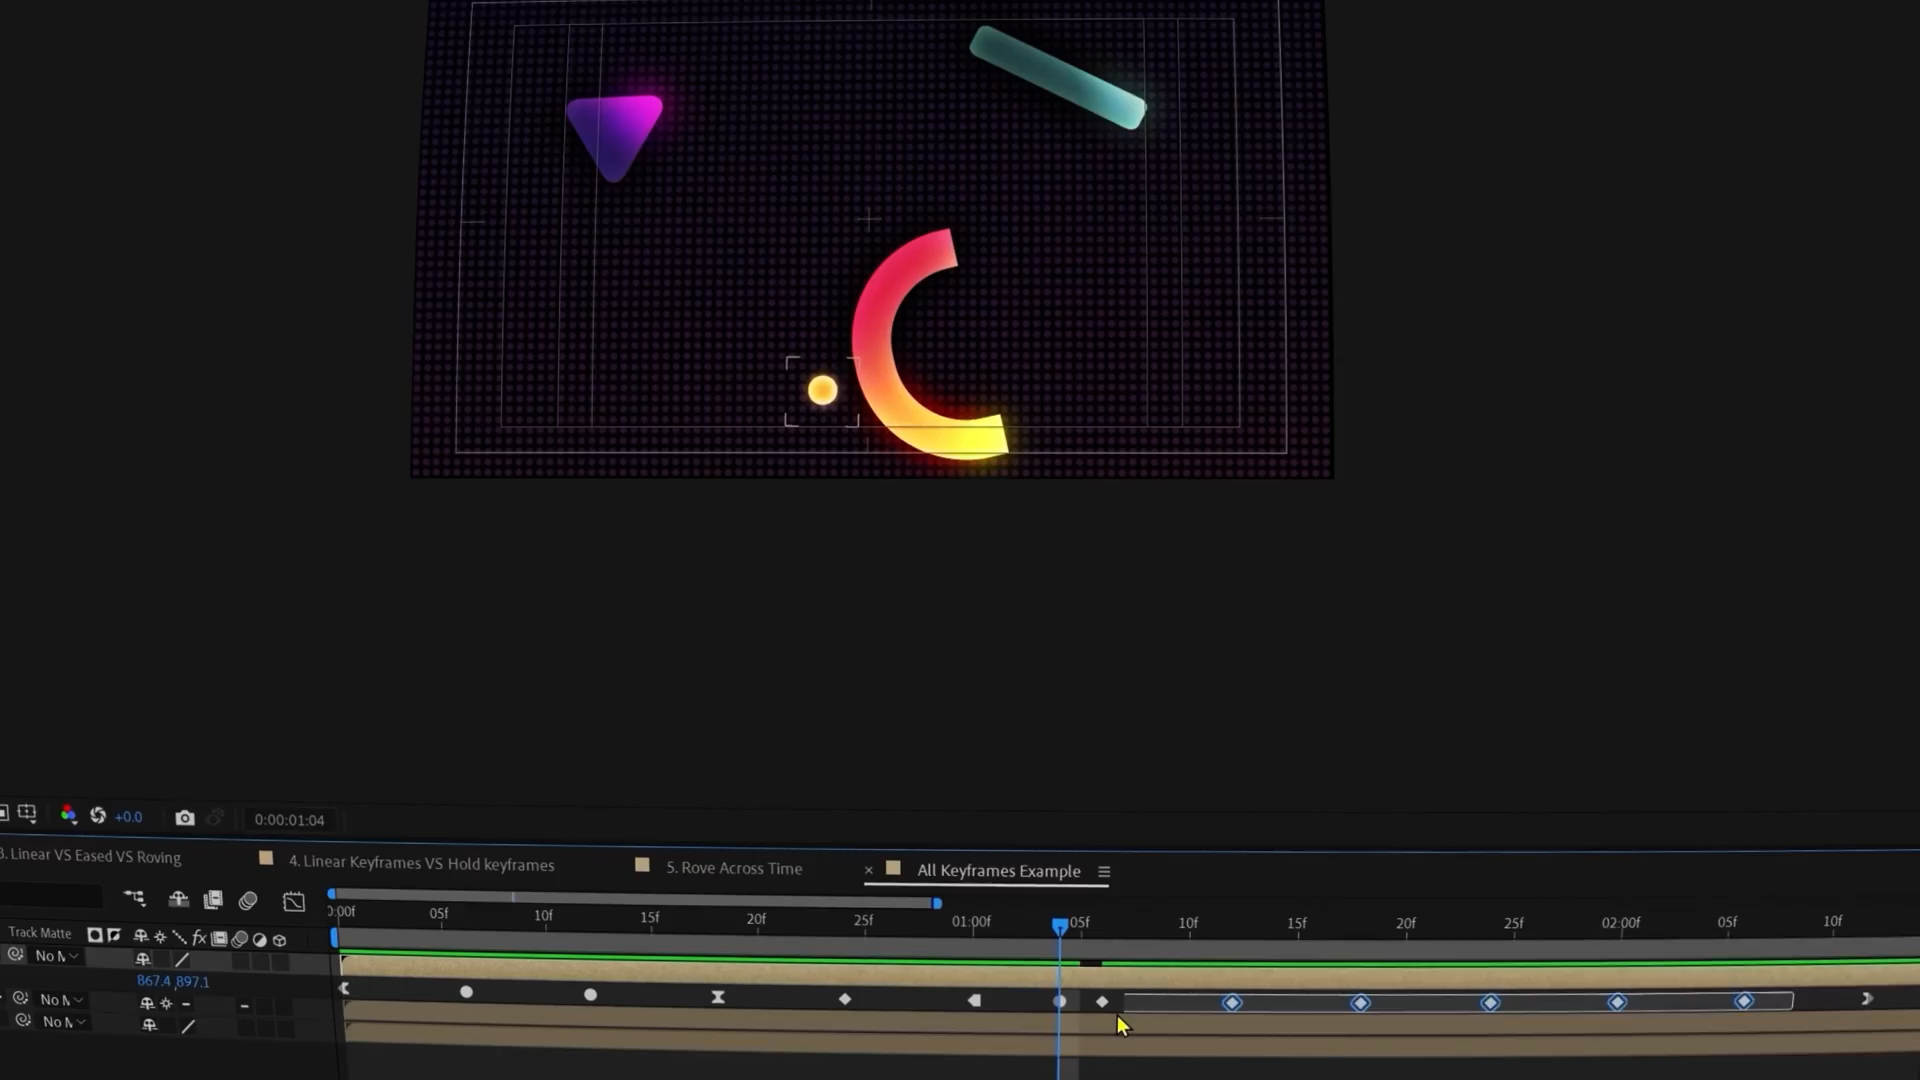 +0.0
0:00:01:04
3. Linear VS Eased VS Roving
4. Linear Keyframes VS Hold keyframes
5. Rove Across Time
× All Keyframes Example
0:00f 05f 10f 15f 20f 25f 01:00f 05f 10f 15f 20f 25f 02:00f 05f 10f
Track Matte
fx
No M
867.4,897.1
No M
No M